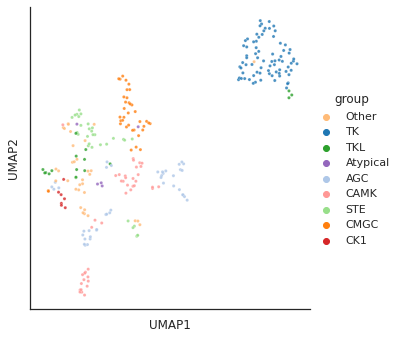 group
Other
TK
TKL
Atypical
AGC
CAMK
STE
CMGC
CK1
UMAP2
UMAP1